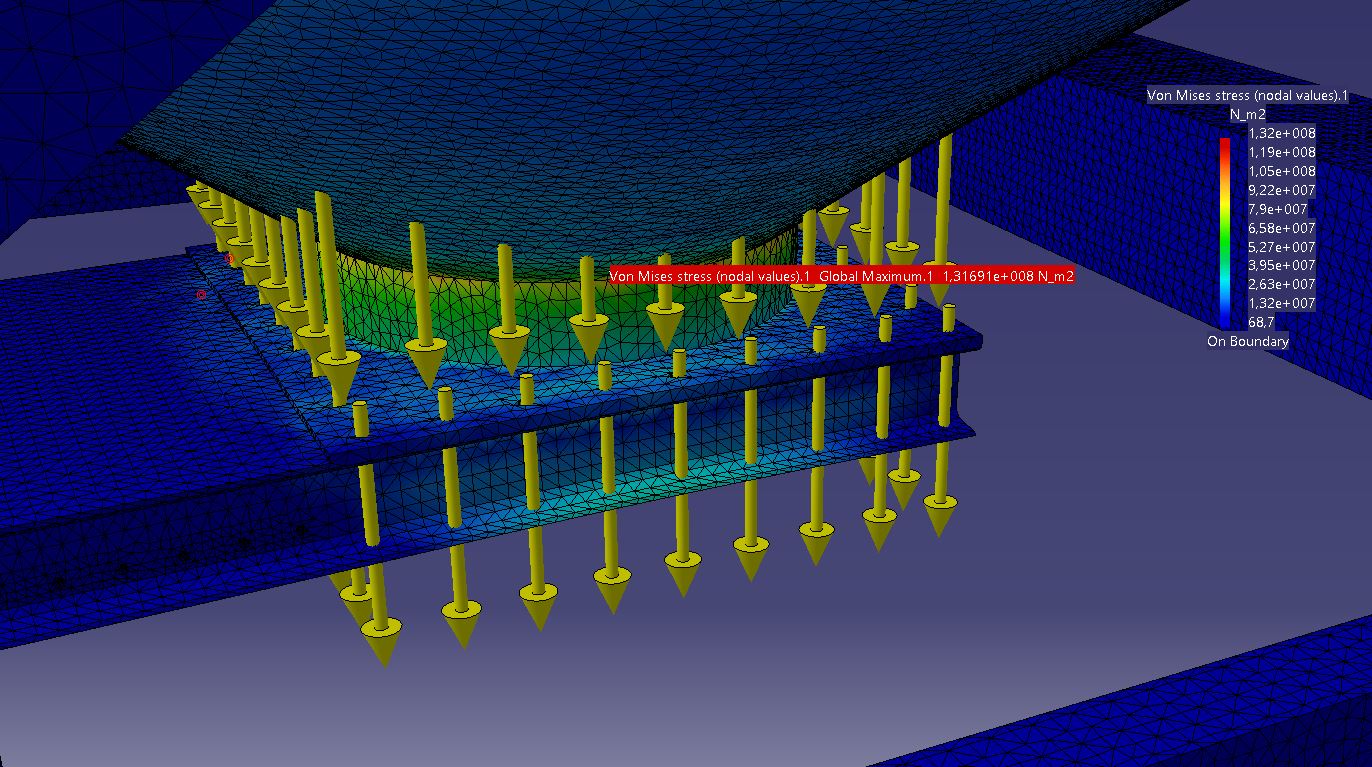 Von Mises stress (nodal values).1
N_m2
1,32e+008
1,19e+008
1,05e+008
9,22e+007
7,9e+007
6,58e+007
5,27e+007
3,95e+007
2,63e+007
1,32e+007
68,7
On Boundary
Von Mises stress (nodal values).1 Global Maximum.1 1,31691e+008 N_m2